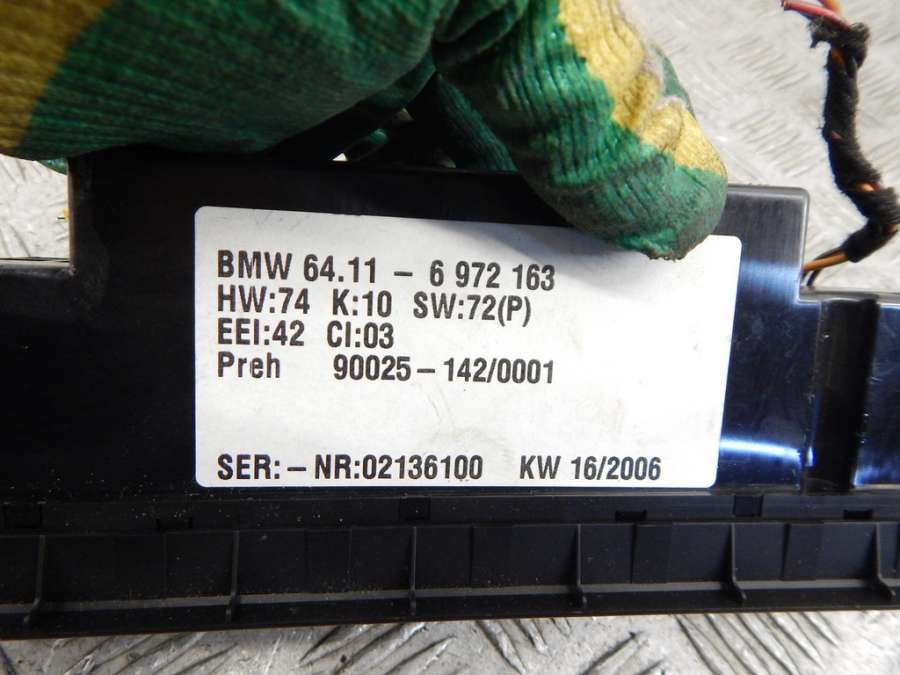 BMW 64.11 – 6 972 163
HW:74 K:10 SW:72(P)
EEI:42 CI:03
Preh 90025–142/0001
SER:–NR:02136100 KW 16/2006